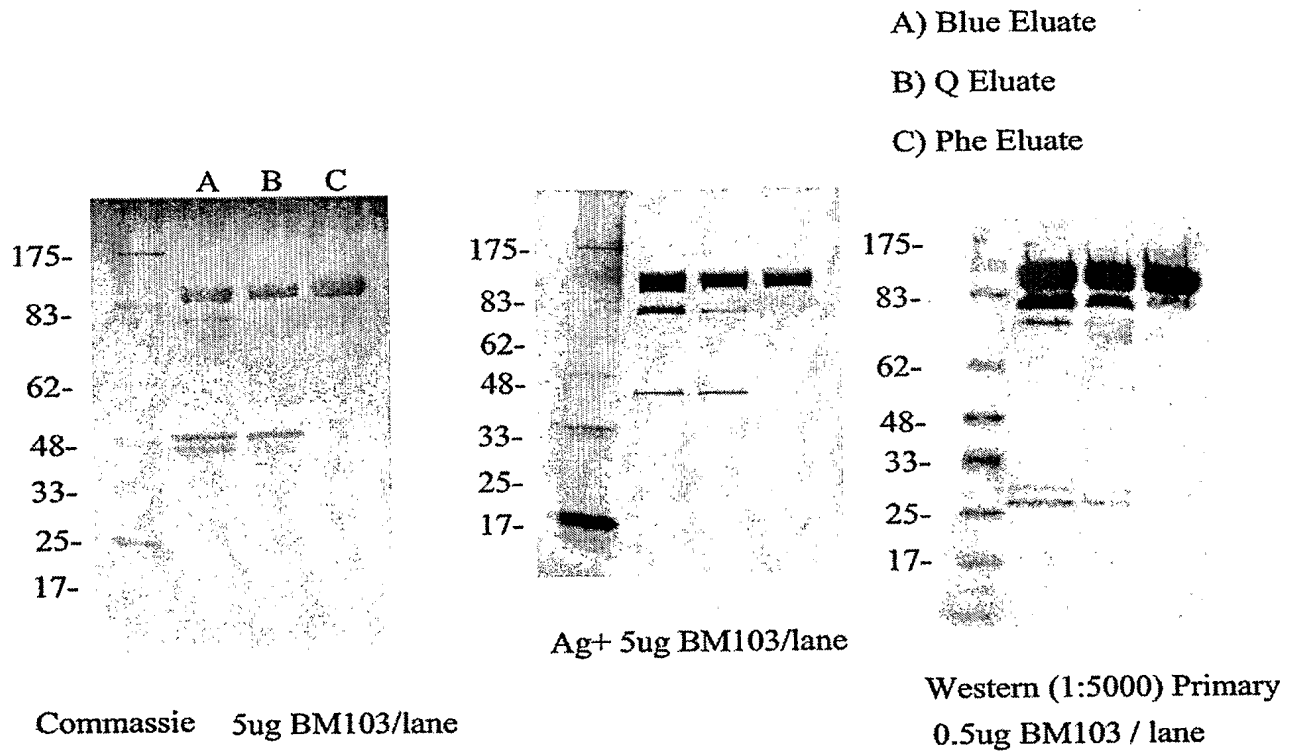 A) Blue Eluate
B) Q Eluate
C) Phe Eluate
A B C
175-
83-
62-
48-
33-
25-
17-
Commassie 5ug BM103/lane
175-
83-
62-
48-
33-
25-
17-
Ag+ 5ug BM103/lane
175-
83-
62-
48-
33-
25-
17-
Western (1:5000) Primary
0.5ug BM103 / lane